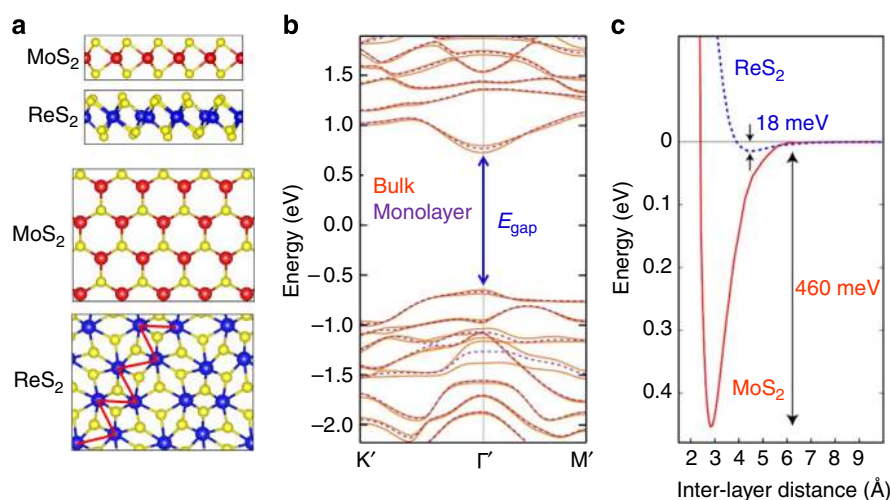 a
MoS2
ReS2
MoS2
ReS2
b
Energy (eV)
1.5
1.0
0.5
0.0
−0.5
−1.0
−1.5
−2.0
Bulk
Monolayer
Egap
K′
Γ′
M′
c
Energy (eV)
0
0.1
0.2
0.3
0.4
ReS2
18 meV
460 meV
MoS2
2 3 4 5 6 7 8 9
Inter-layer distance (Å)